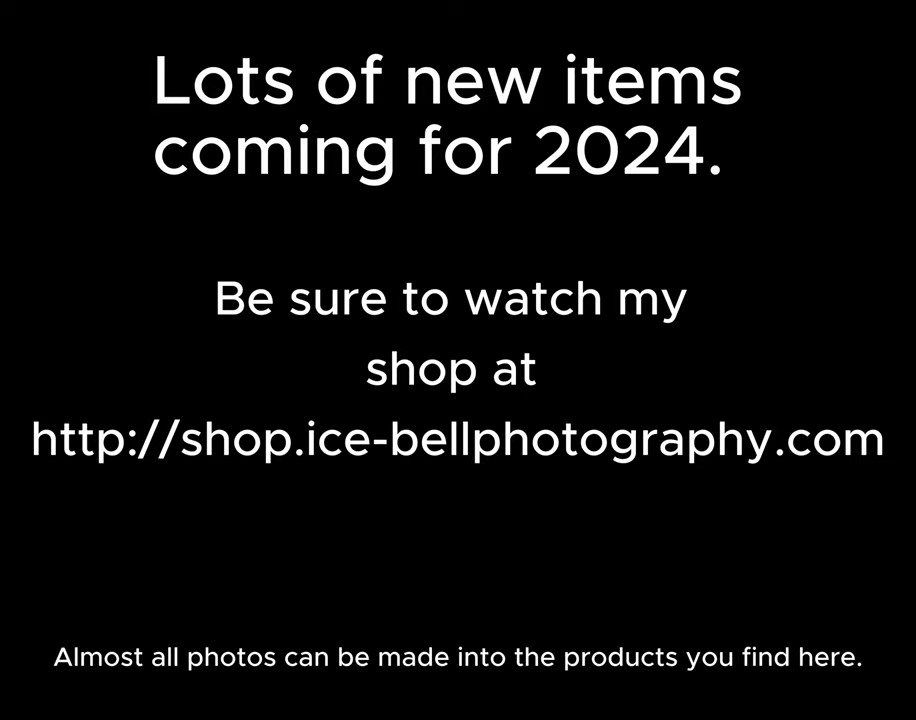 Lots of new items
coming for 2024.
Be sure to watch my
shop at
http://shop.ice-bellphotography.com
Almost all photos can be made into the products you find here.